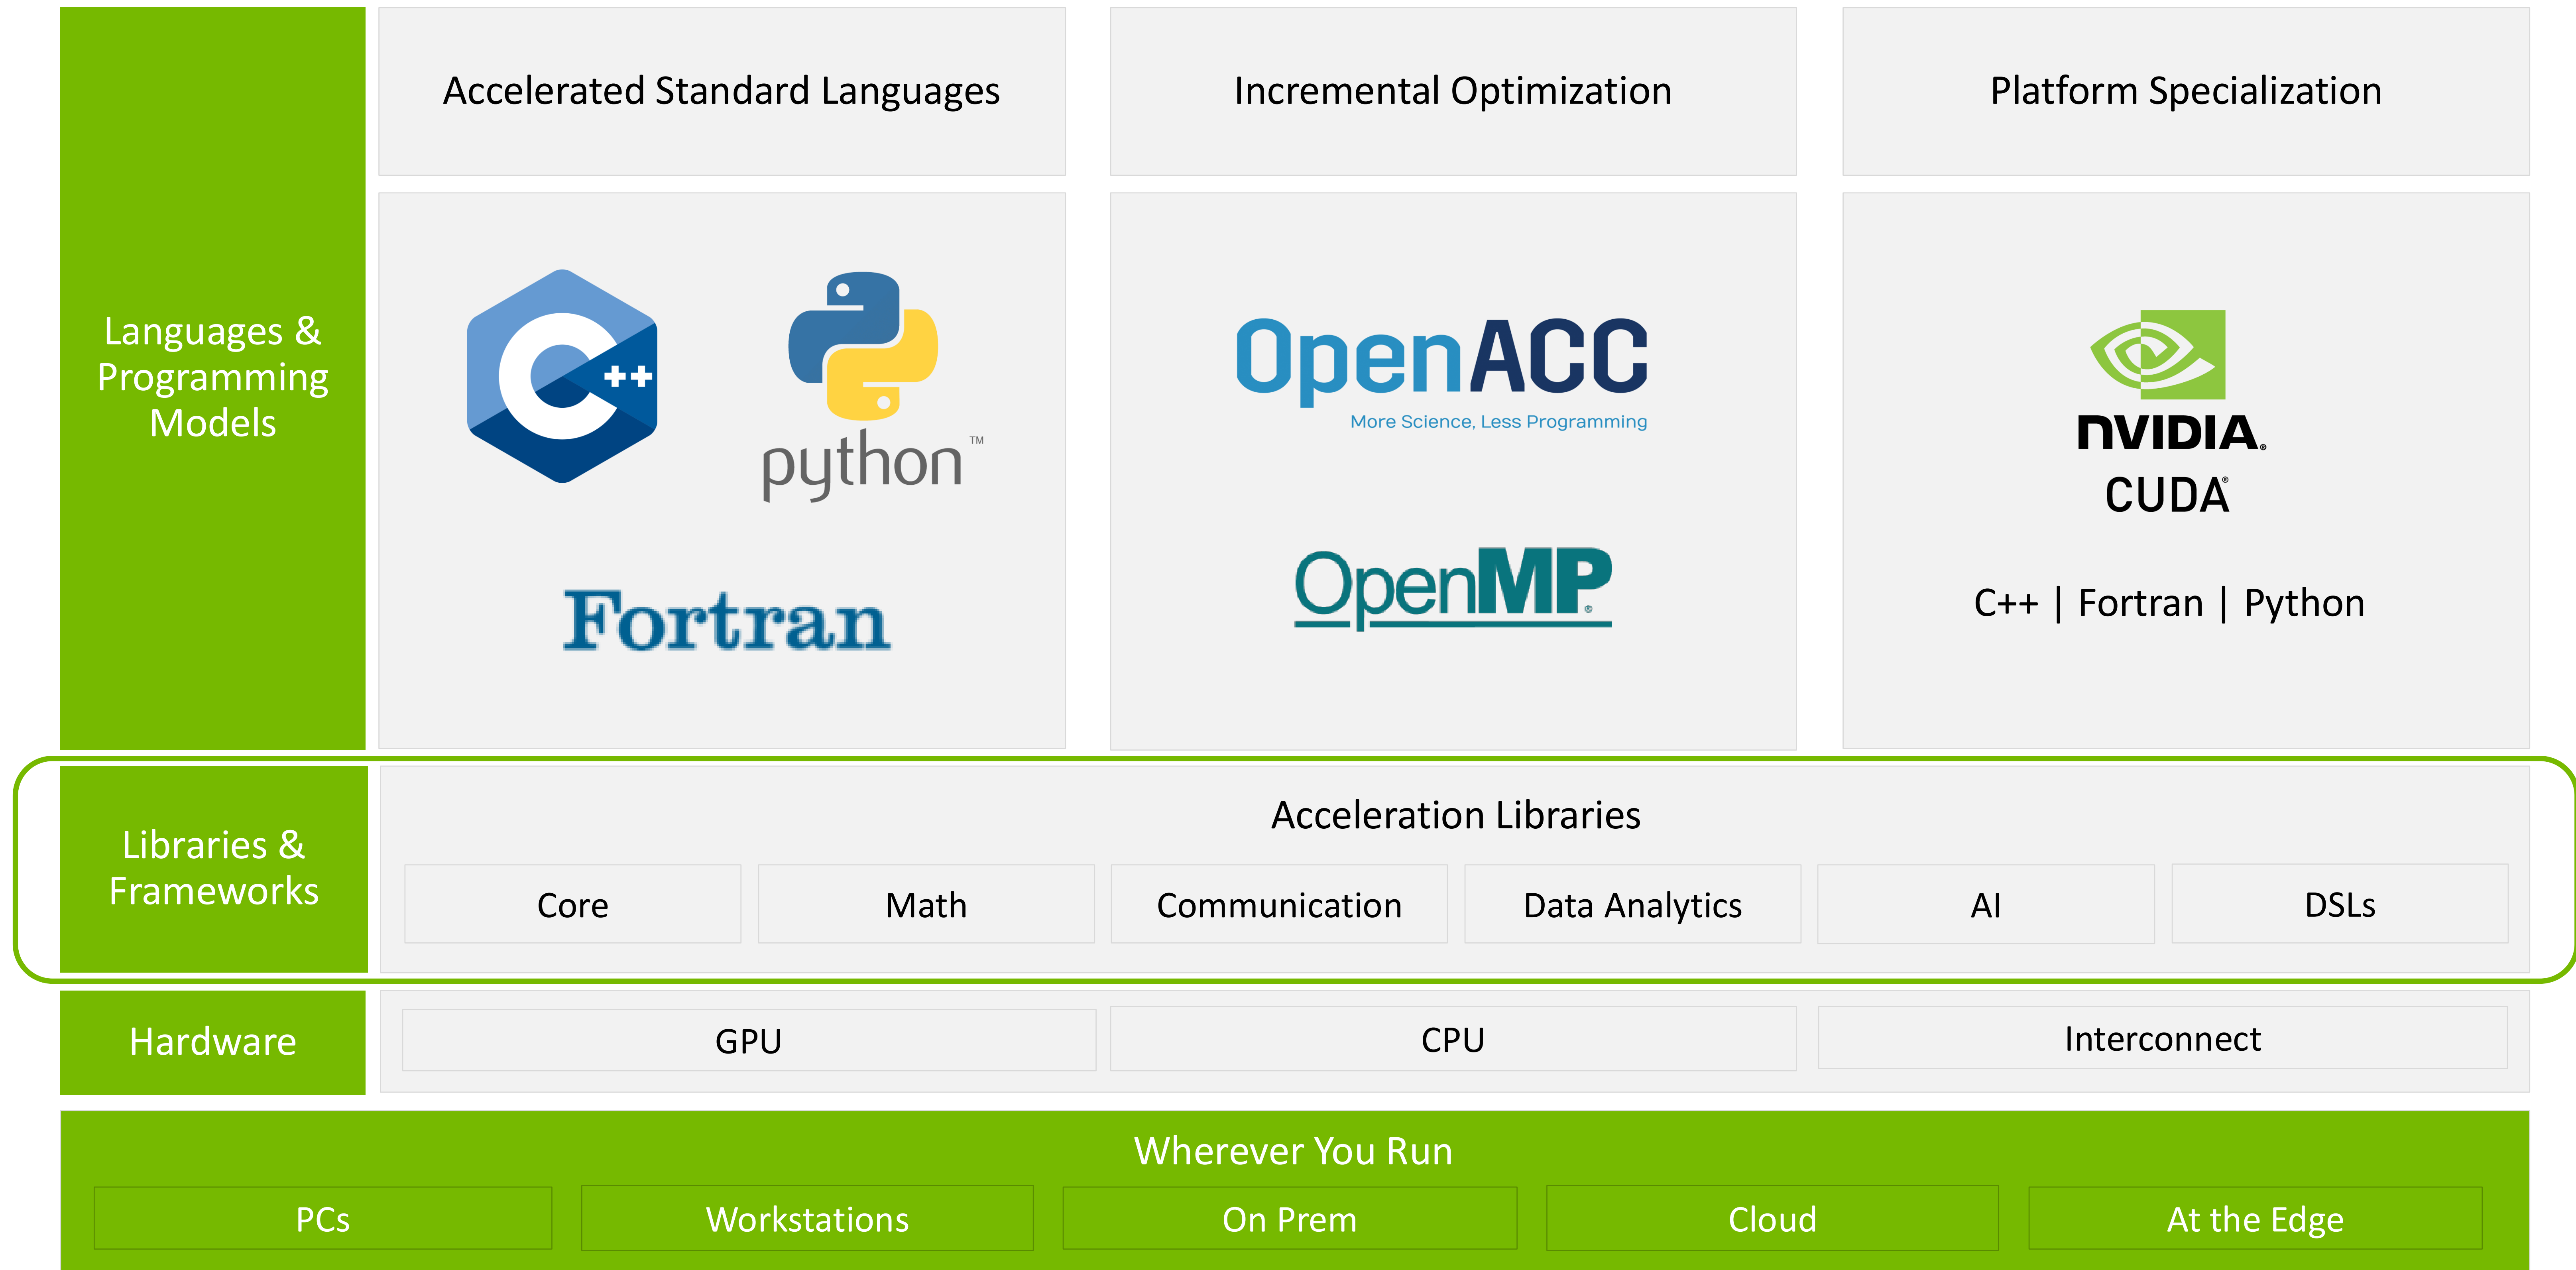 Accelerated Standard Languages
Incremental Optimization
Platform Specialization
Languages &
Programming
Models
C++
python™
Fortran
OpenACC
More Science, Less Programming
OpenMP®
NVIDIA®
CUDA®
C++ | Fortran | Python
Libraries &
Frameworks
Acceleration Libraries
Core
Math
Communication
Data Analytics
AI
DSLs
Hardware
GPU
CPU
Interconnect
Wherever You Run
PCs
Workstations
On Prem
Cloud
At the Edge